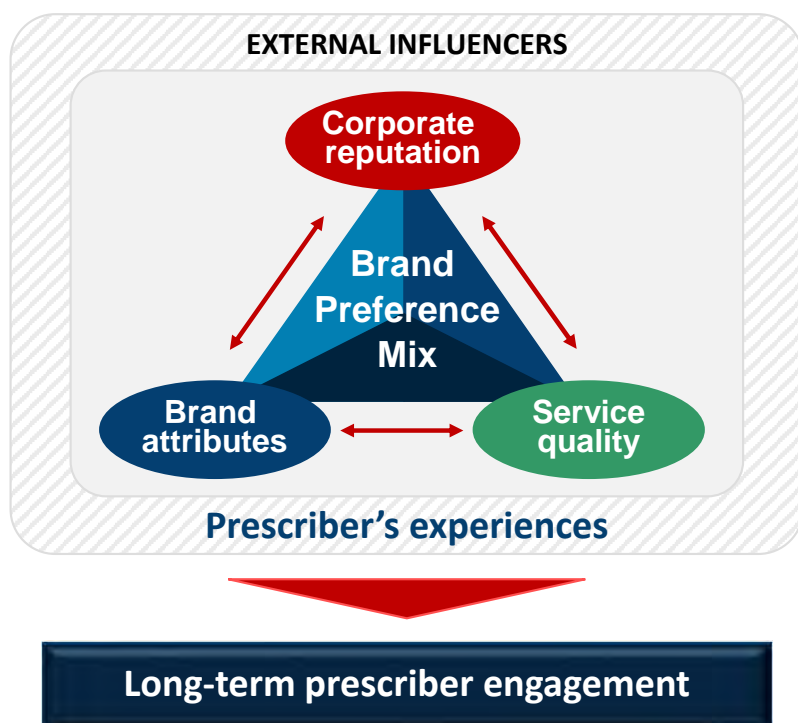 EXTERNAL INFLUENCERS
Corporate
reputation
Brand
Preference
Mix
Brand
attributes
Service
quality
Prescriber’s experiences
Long-term prescriber engagement